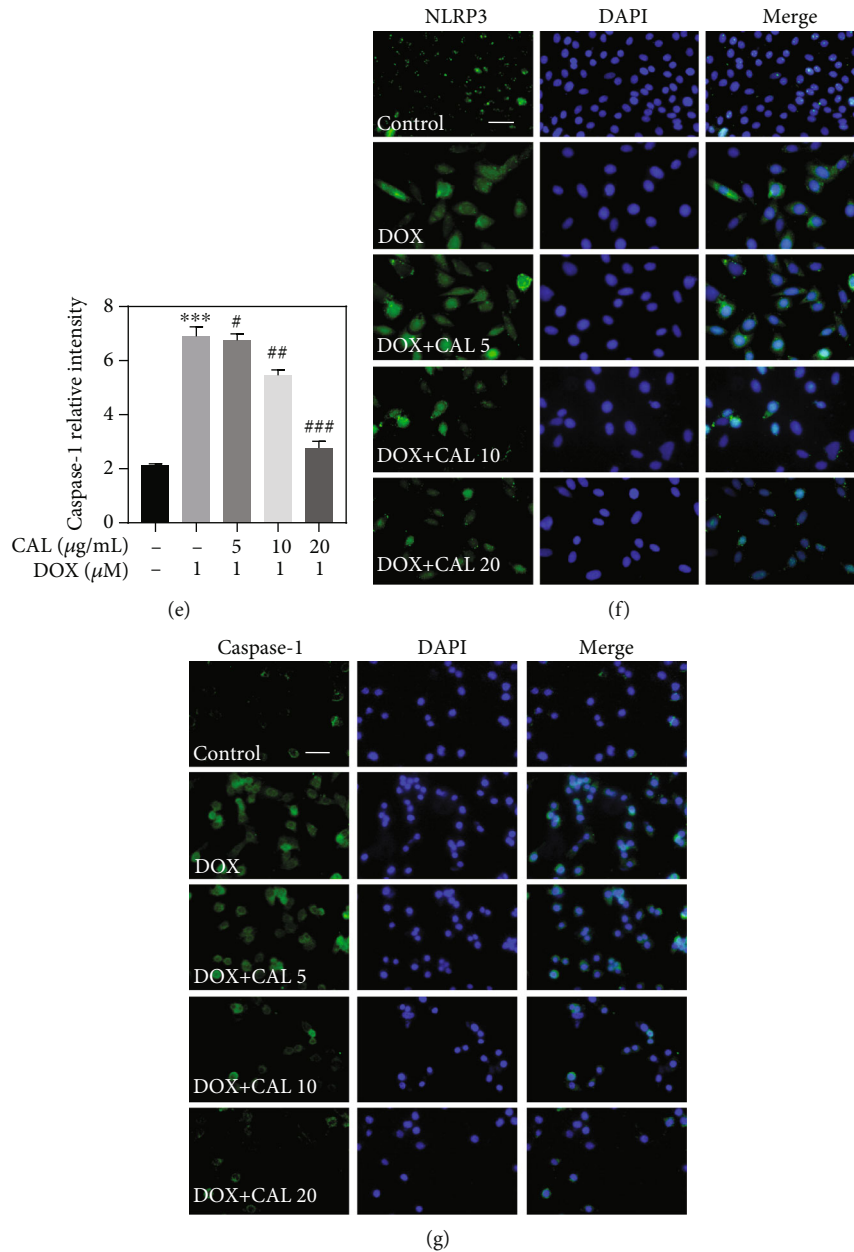 Caspase-1 relative intensity
8
6
4
2
0
***
#
##
###
CAL (μg/mL) – – 5 10 20
DOX (μM) – 1 1 1 1
(e)
NLRP3 DAPI Merge
Control
DOX
DOX+CAL 5
DOX+CAL 10
DOX+CAL 20
(f)
Caspase-1 DAPI Merge
Control
DOX
DOX+CAL 5
DOX+CAL 10
DOX+CAL 20
(g)